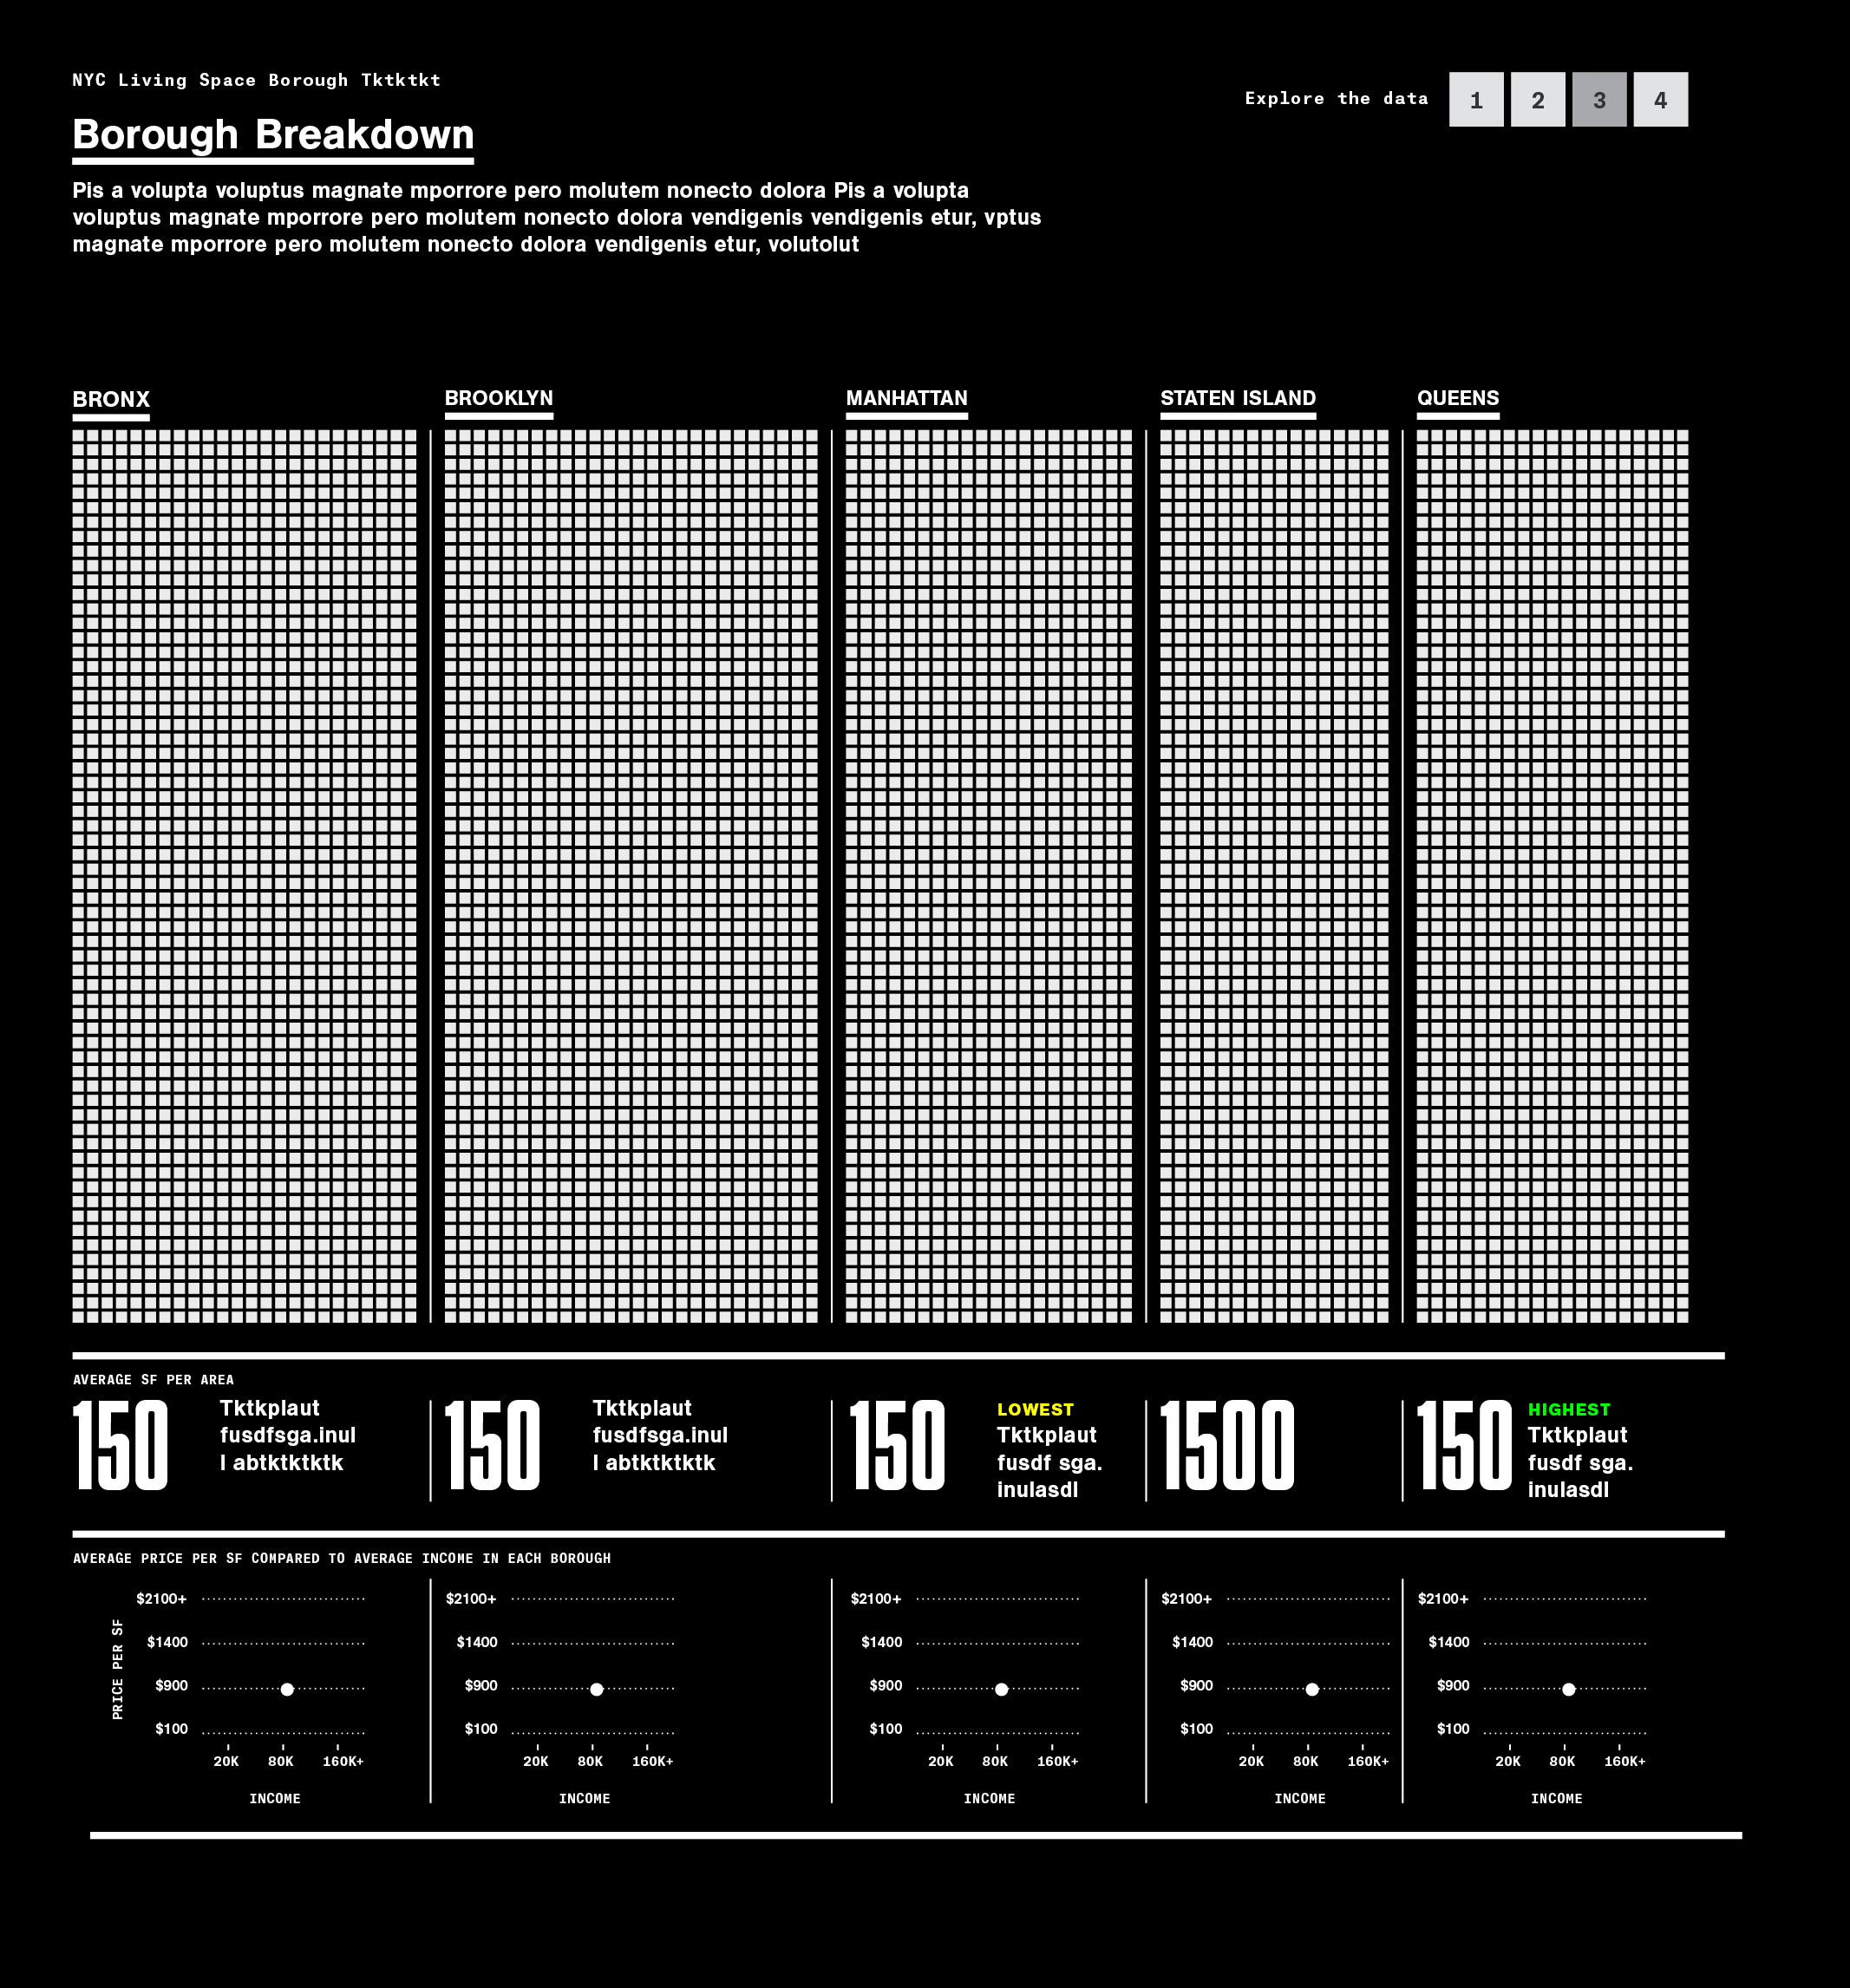 NYC Living Space Borough Tktktkt
Explore the data 1 2 3 4
Borough Breakdown
Pis a volupta voluptus magnate mporrore pero molutem nonecto dolora Pis a volupta
voluptus magnate mporrore pero molutem nonecto dolora vendigenis vendigenis etur, vptus
magnate mporrore pero molutem nonecto dolora vendigenis etur, volutolut
BRONX
BROOKLYN
MANHATTAN
STATEN ISLAND
QUEENS
AVERAGE SF PER AREA
150
Tktkplaut
fusdfsga.inul
l abtktktktk
150
Tktkplaut
fusdfsga.inul
l abtktktktk
150
LOWEST
Tktkplaut
fusdf sga.
inulasdl
1500
150
HIGHEST
Tktkplaut
fusdf sga.
inulasdl
AVERAGE PRICE PER SF COMPARED TO AVERAGE INCOME IN EACH BOROUGH
PRICE PER SF
$2100+
$1400
$900
$100
20K 80K 160K+
INCOME
$2100+
$1400
$900
$100
20K 80K 160K+
INCOME
$2100+
$1400
$900
$100
20K 80K 160K+
INCOME
$2100+
$1400
$900
$100
20K 80K 160K+
INCOME
$2100+
$1400
$900
$100
20K 80K 160K+
INCOME